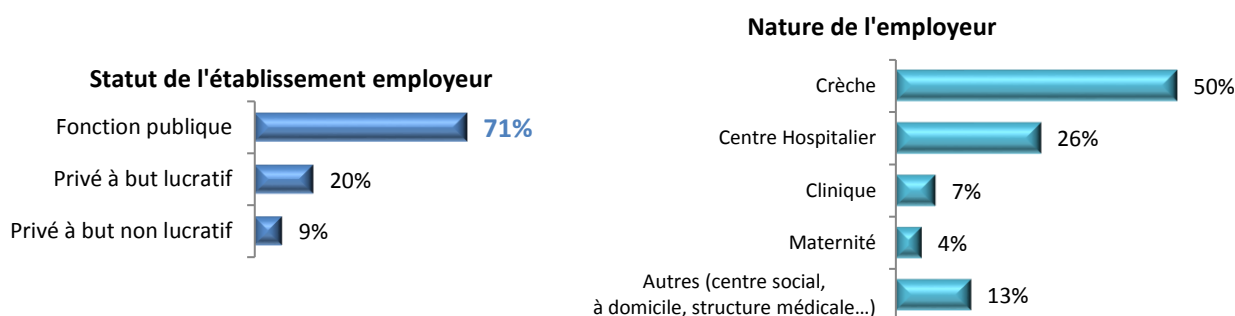 Statut de l'établissement employeur
Fonction publique 71%
Privé à but lucratif 20%
Privé à but non lucratif 9%
Nature de l'employeur
Crèche 50%
Centre Hospitalier 26%
Clinique 7%
Maternité 4%
Autres (centre social,
à domicile, structure médicale…) 13%